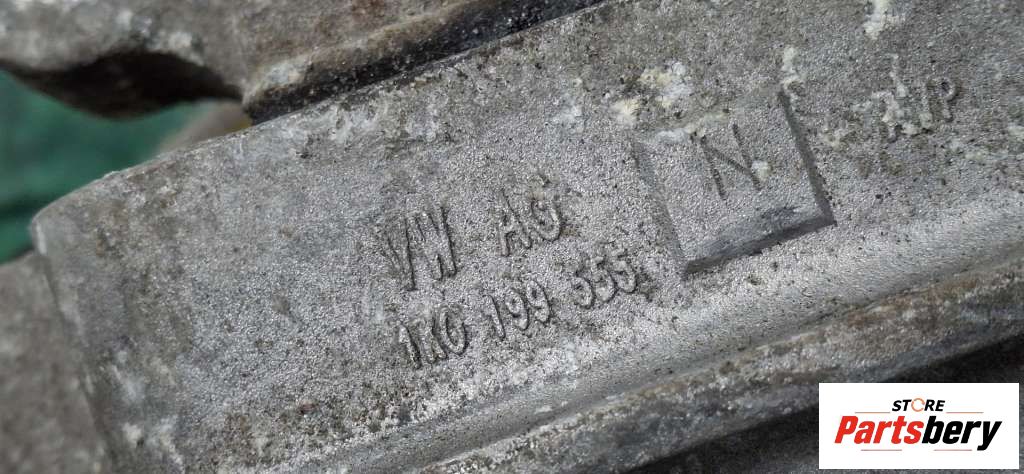 VW AG
1K0 199 555
N
STORE
Partsbery